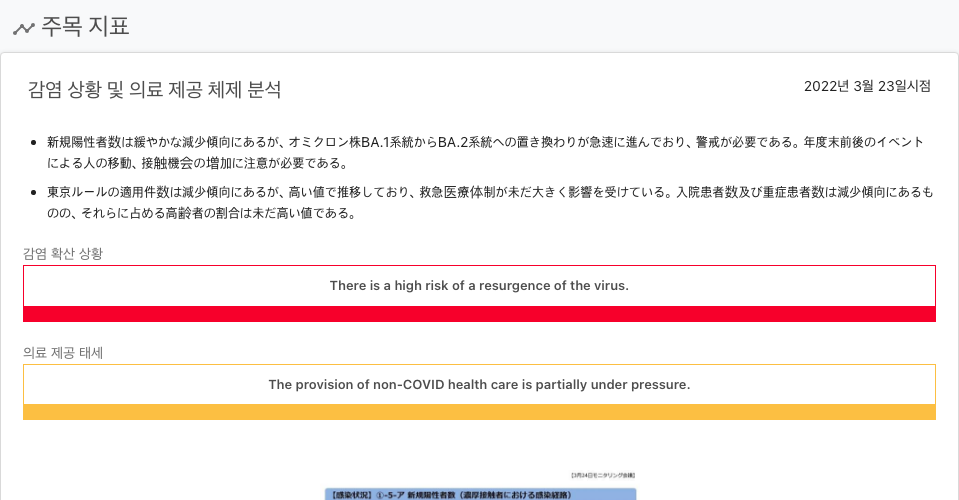 주목 지표
감염 상황 및 의료 제공 체제 분석
2022년 3월 23일시점
新規陽性者数は緩やかな減少傾向にあるが、オミクロン株BA.1系統からBA.2系統への置き換わりが急速に進んでおり、警戒が必要である。年度末前後のイベント
による人の移動、接触機会の増加に注意が必要である。
東京ルールの適用件数は減少傾向にあるが、高い値で推移しており、救急医療体制が未だ大きく影響を受けている。入院患者数及び重症患者数は減少傾向にあるも
のの、それらに占める高齢者の割合は未だ高い値である。
감염 확산 상황
There is a high risk of a resurgence of the virus.
의료 제공 태세
The provision of non-COVID health care is partially under pressure.
【3月24日モニタリング会議】
【感染状況】①-5-ア 新規陽性者数（濃厚接触者における感染経路）